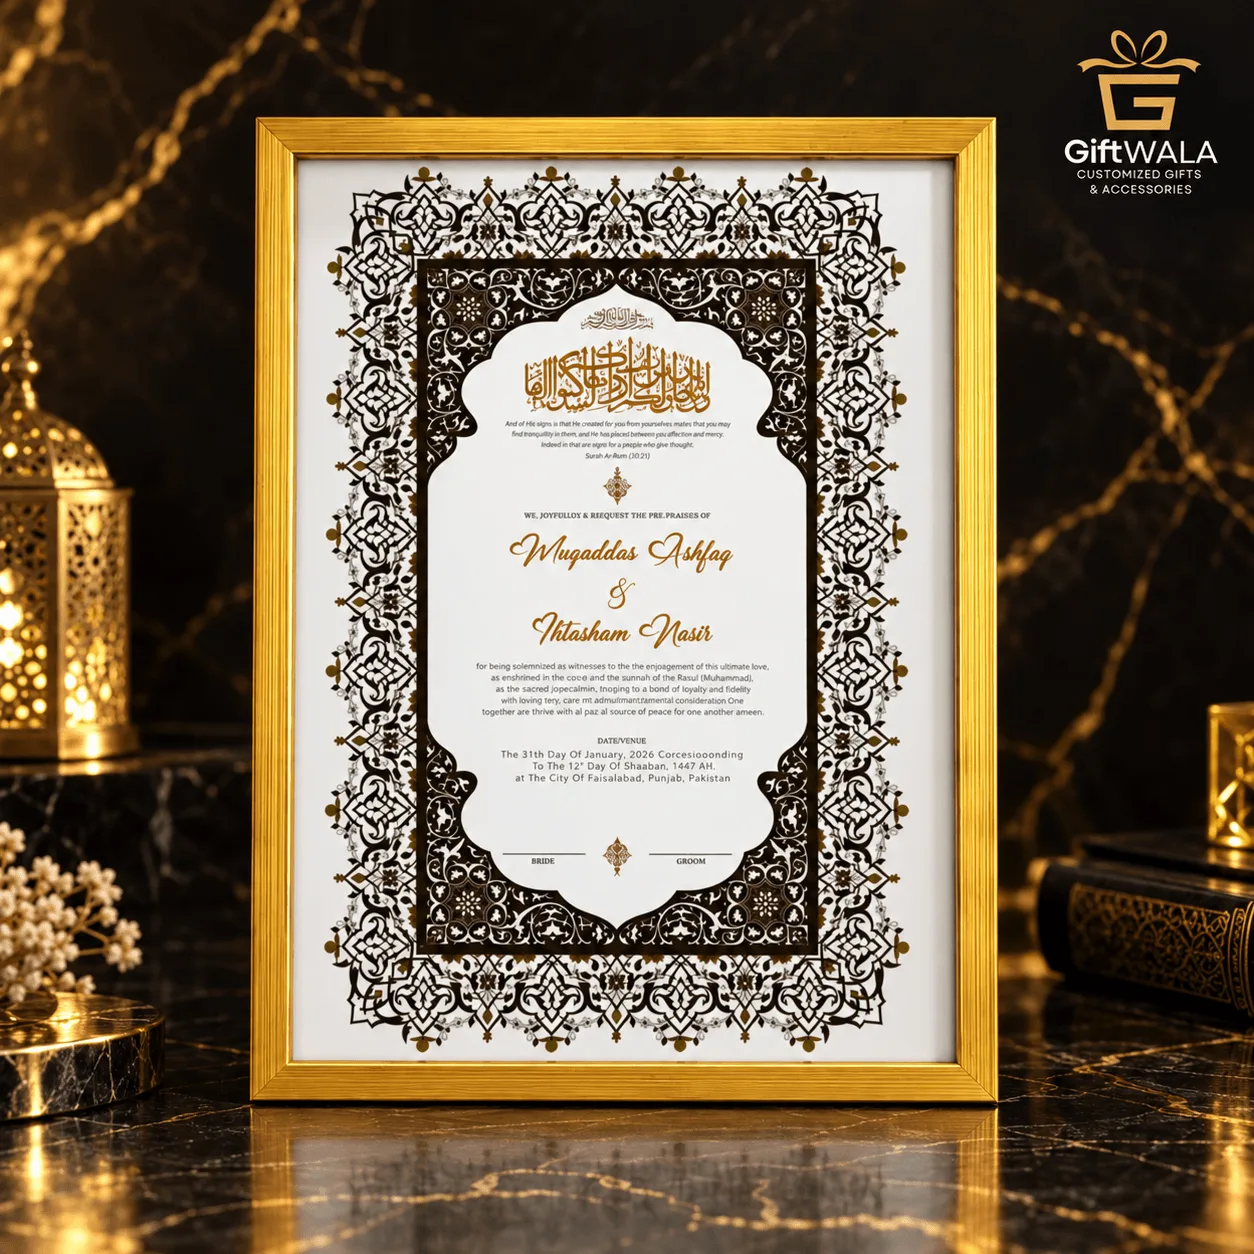 GiftWALA
CUSTOMIZED GIFTS
& ACCESSORIES
And of His signs is that He created for you from yourselves mates that you may
find tranquility in them, and He has placed between you affection and mercy.
Indeed in that are signs for a people who give thought.
Surah Ar-Rum (30:21)
WE, JOYFULLY & REEQUEST THE PRE.PRAISES OF
Muqaddas Ashfaq
&
Ihtasham Nasir
for being solemnized as witnesses to the the enjoagement of this ultimate love,
as enshrined in the coce and the sunnah of the Rasul (Muhammad),
as the sacred jopecalmin, tnoging to a bond of loyalty and fidelity
with loving tery, care mt admulmantamental consideration One
together are thrive with al paz al source of peace for one another ameen.
DATE/VENUE
The 31th Day Of January, 2026 Corcesiooonding
To The 12" Day Of Shaaban, 1447 AH.
at The City Of Faisalabad, Punjab, Pakistan
BRIDE
GROOM